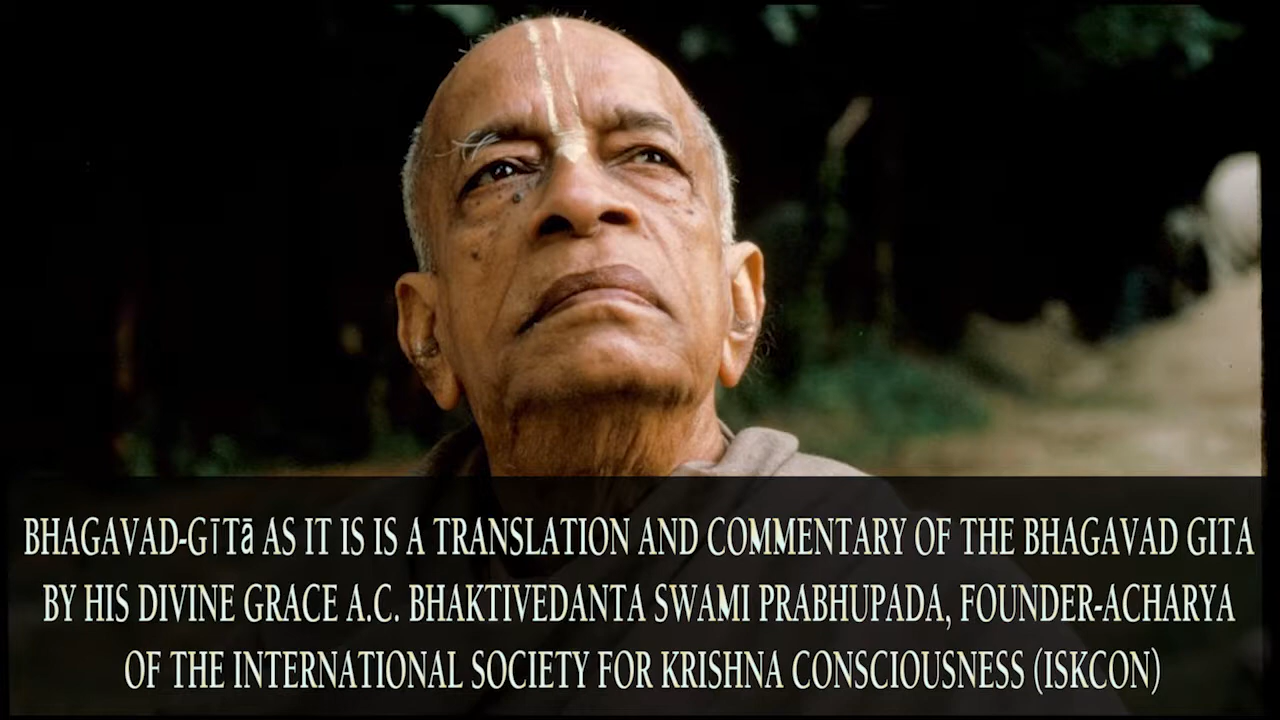 BHAGAVAD-GīTā AS IT IS IS A TRANSLATION AND COMMENTARY OF THE BHAGAVAD GITA
BY HIS DIVINE GRACE A.C. BHAKTIVEDANTA SWAMI PRABHUPADA, FOUNDER-ACHARYA
OF THE INTERNATIONAL SOCIETY FOR KRISHNA CONSCIOUSNESS (ISKCON)